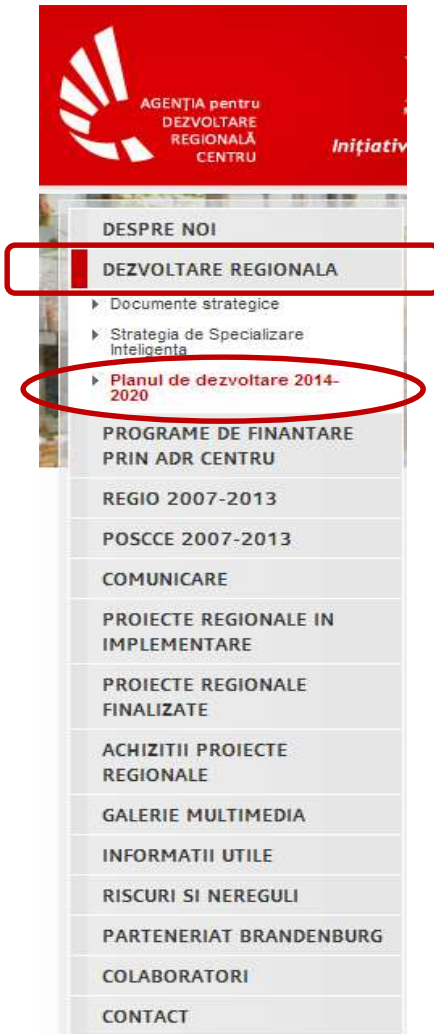 AGENȚIA pentru
DEZVOLTARE
REGIONALĂ
CENTRU
Inițiativ
DESPRE NOI
DEZVOLTARE REGIONALA
Documente strategice
Strategia de Specializare
Inteligenta
Planul de dezvoltare 2014-
2020
PROGRAME DE FINANTARE
PRIN ADR CENTRU
REGIO 2007-2013
POSCCE 2007-2013
COMUNICARE
PROIECTE REGIONALE IN
IMPLEMENTARE
PROIECTE REGIONALE
FINALIZATE
ACHIZITII PROIECTE
REGIONALE
GALERIE MULTIMEDIA
INFORMATII UTILE
RISCURI SI NEREGULI
PARTENERIAT BRANDENBURG
COLABORATORI
CONTACT